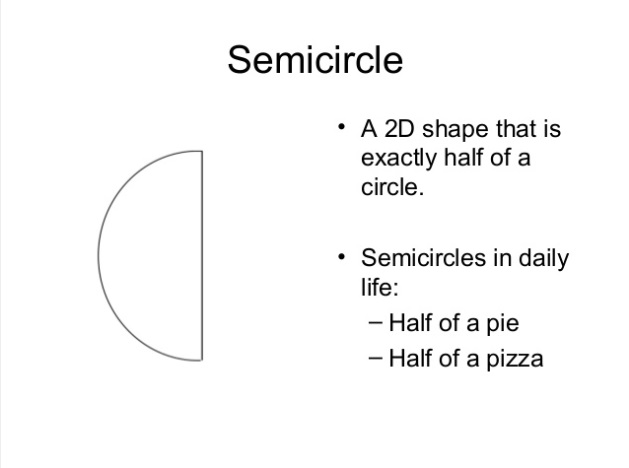 Semicircle
• A 2D shape that is
exactly half of a
circle.
• Semicircles in daily
life:
– Half of a pie
– Half of a pizza